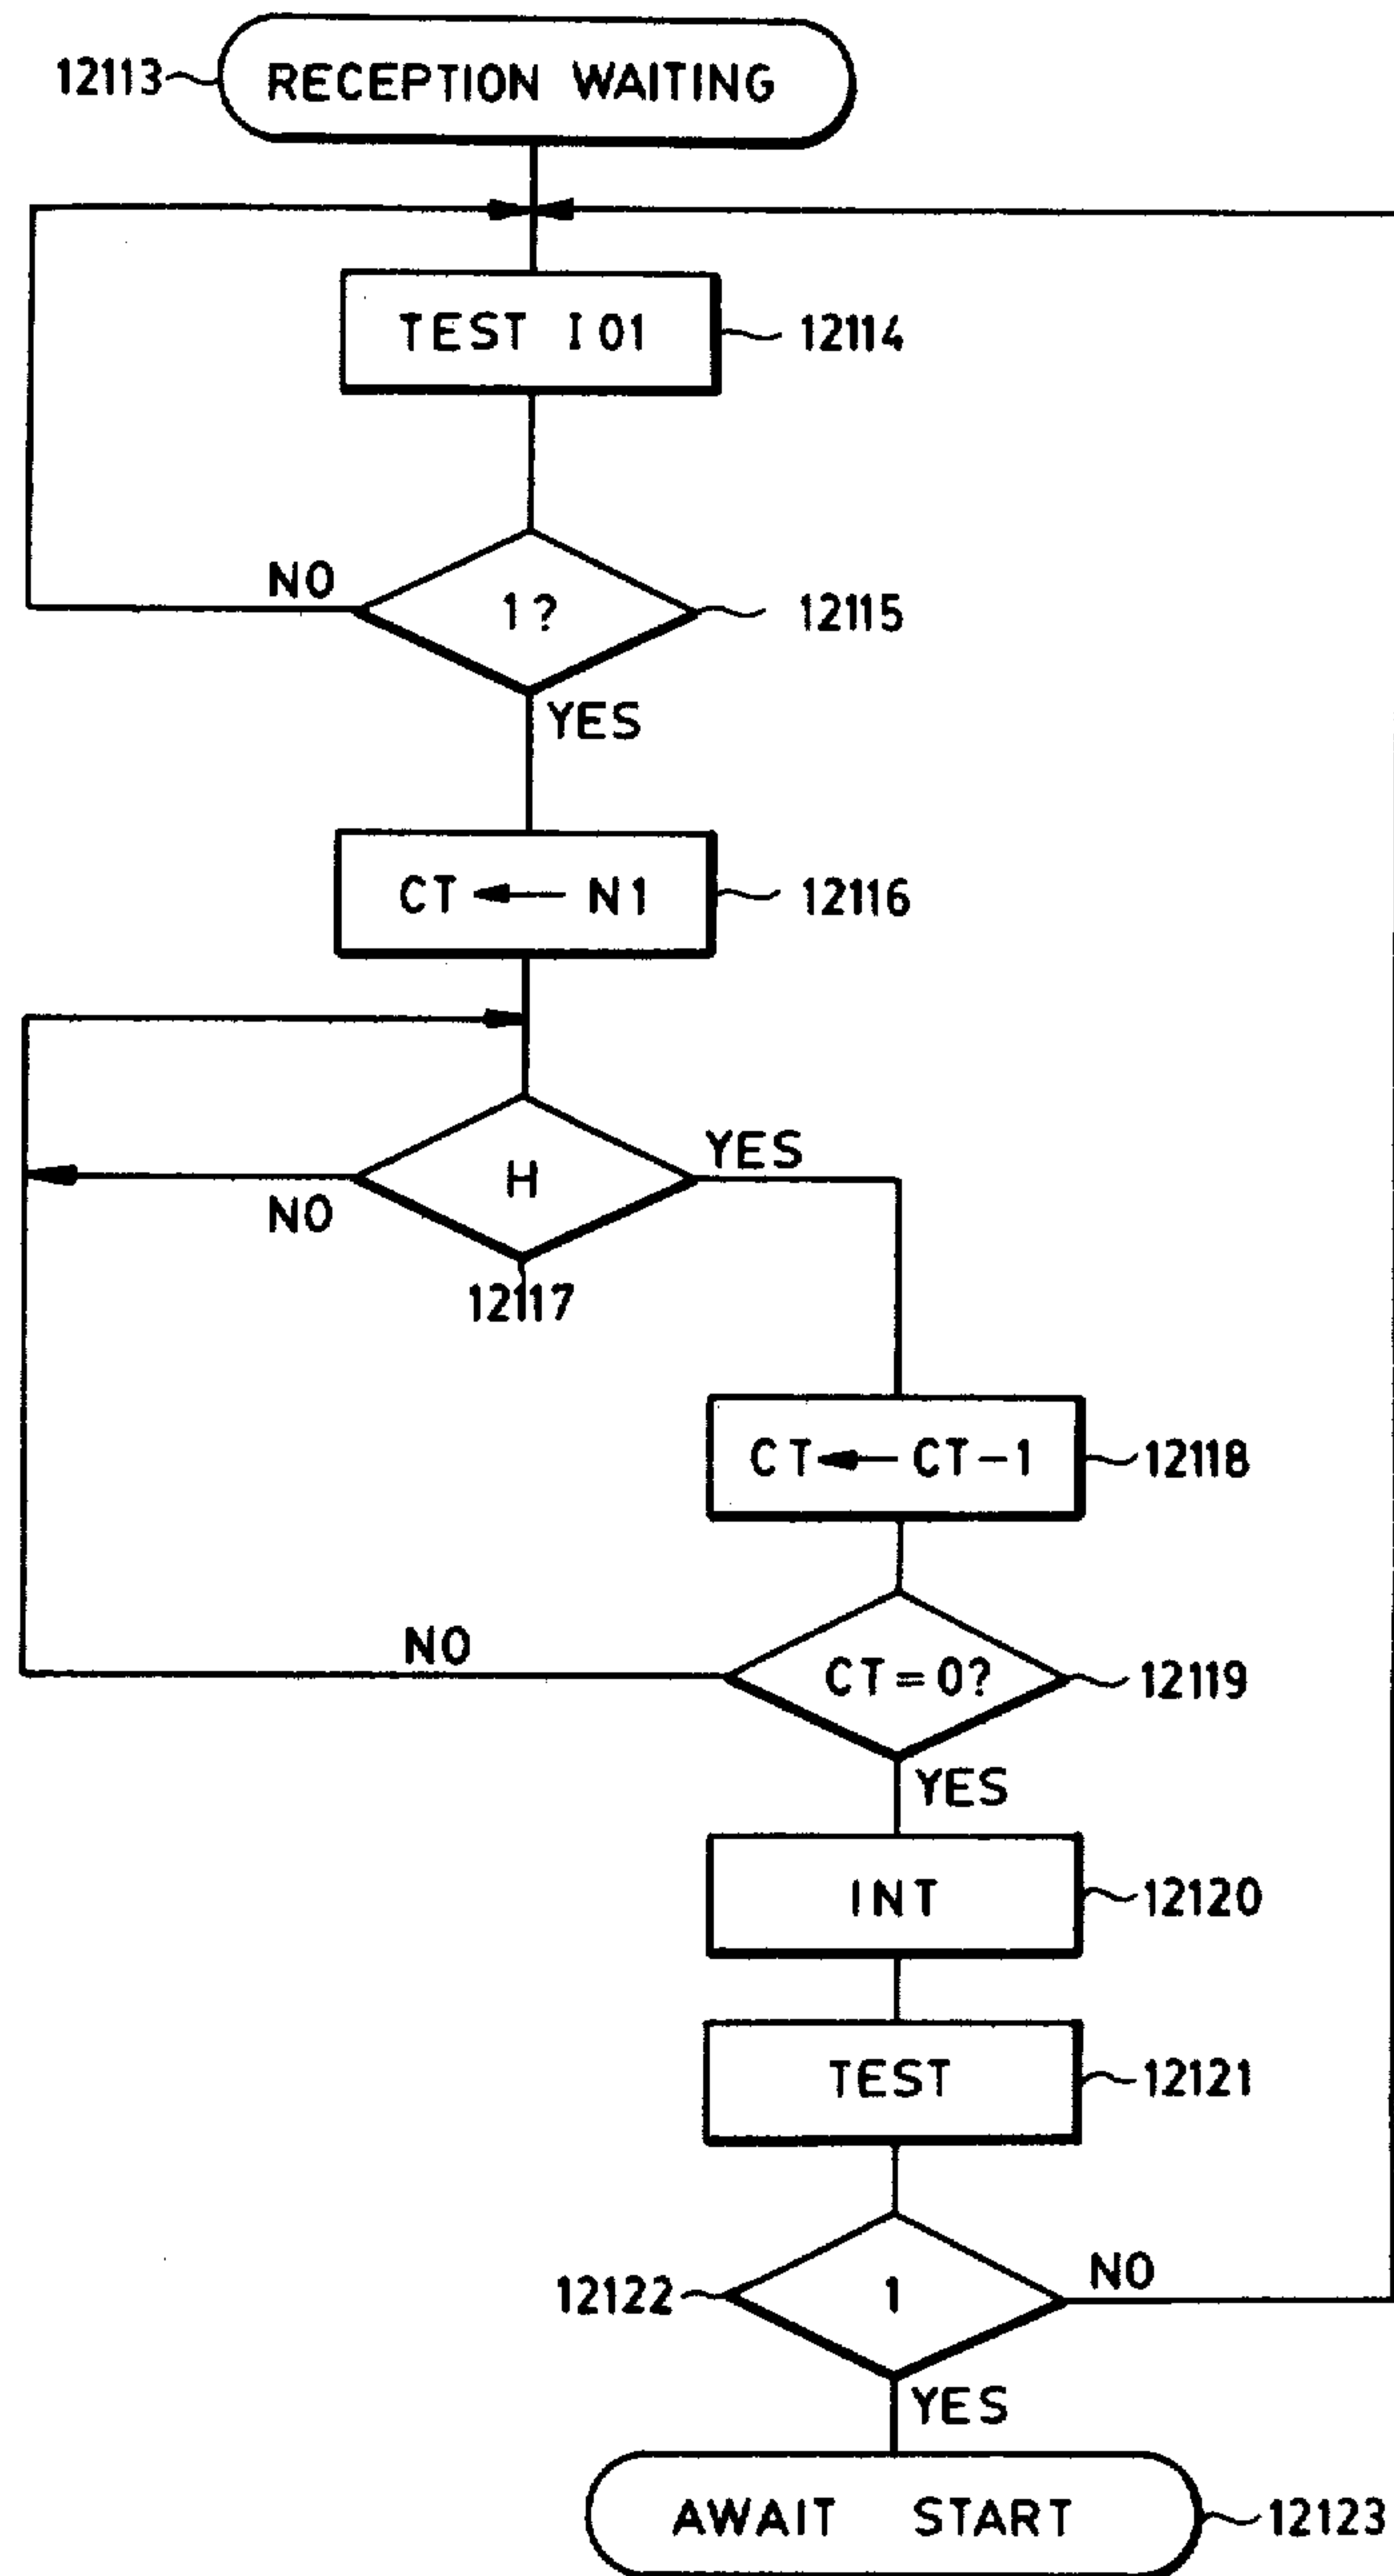 12113 RECEPTION WAITING
TEST I01 12114
NO 1? 12115
YES
CT ← N1 12116
H YES
NO
12117
CT ← CT-1 12118
NO
CT=0? 12119
YES
INT 12120
TEST 12121
12122 1 NO
YES
AWAIT START 12123